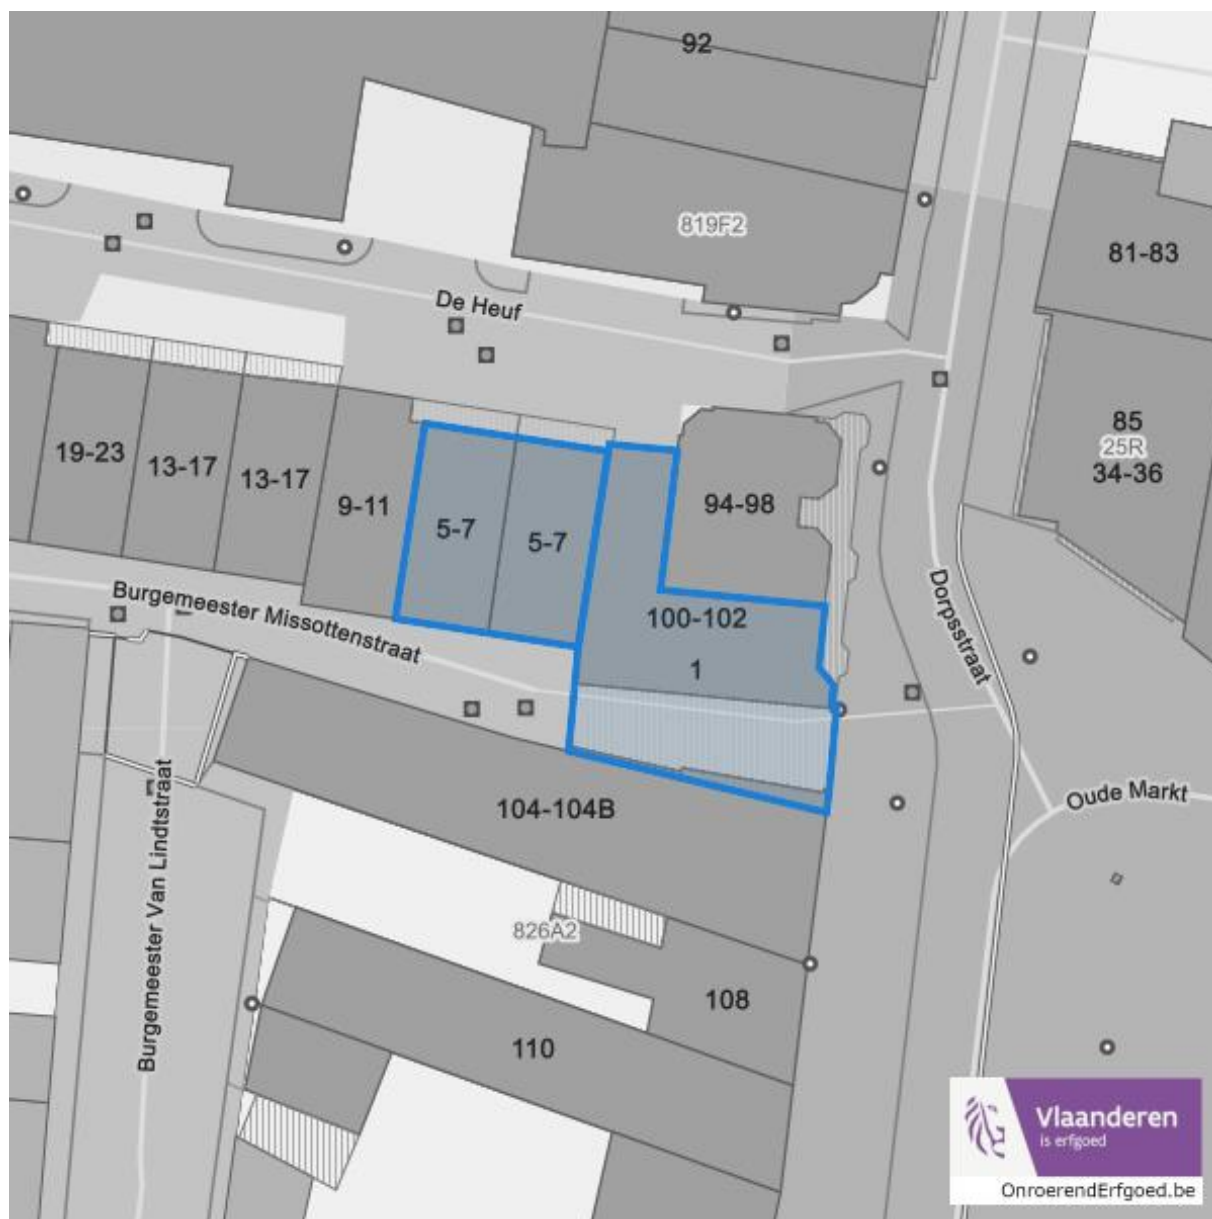 92
819F2
81-83
De Heuf
85
25R
34-36
19-23
13-17
13-17
9-11
5-7
5-7
94-98
Burgemeester Missottenstraat
100-102
1
Dorpsstraat
104-104B
Oude Markt
Burgemeester Van Lindtstraat
826A2
108
110
Vlaanderen
is erfgoed
OnroerendErfgoed.be